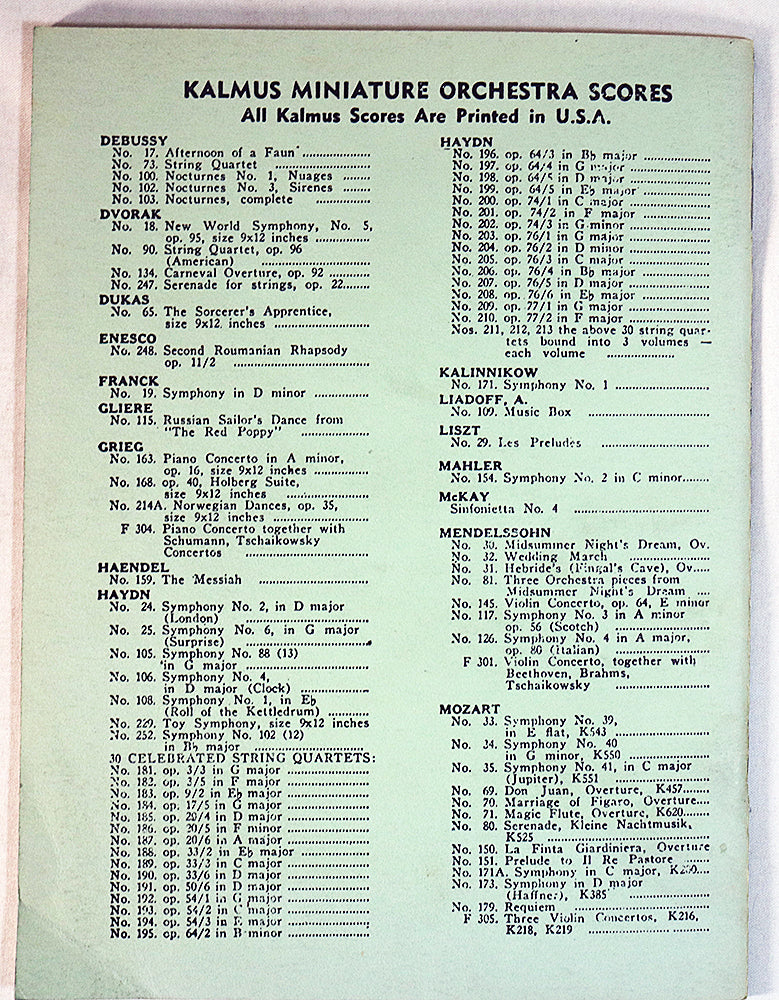 KALMUS MINIATURE ORCHESTRA SCORES
All Kalmus Scores Are Printed in U.S.A.
DEBUSSY
No. 17. Afternoon of a Faun ..................
No. 73. String Quartet ..................
No. 100. Nocturnes No. 1, Nuages ........
No. 102. Nocturnes No. 3, Sirenes ........
No. 103. Nocturnes, complete ..............
DVORAK
No. 18. New World Symphony, No. 5,
op. 95, size 9x12 inches ..............
No. 90. String Quartet, op. 96
(American) ..........................
No. 134. Carneval Overture, op. 92 ...........
No. 247. Serenade for strings, op. 22.......
DUKAS
No. 65. The Sorcerer's Apprentice,
size 9x12 inches ........................
ENESCO
No. 248. Second Roumanian Rhapsody
op. 11/2 ..................................
FRANCK
No. 19. Symphony in D minor ..............
GLIERE
No. 115. Russian Sailor's Dance from
"The Red Poppy" ..................
GRIEG
No. 163. Piano Concerto in A minor,
op. 16, size 9x12 inches ..............
No. 168. op. 40, Holberg Suite,
size 9x12 inches ......................
No. 214A. Norwegian Dances, op. 35,
size 9x12 inches ........................
F 304. Piano Concerto together with
Schumann, Tschaikowsky
Concertos ..............................
HAENDEL
No. 159. The Messiah ............................
HAYDN
No. 24. Symphony No. 2, in D major
(London) ................................
No. 25. Symphony No. 6, in G major
(Surprise) ................................
No. 105. Symphony No. 88 (13)
in G major ................................
No. 106. Symphony No. 4,
in D major (Clock) ..................
No. 108. Symphony No. 1, in E♭
(Roll of the Kettledrum) ..........
No. 229. Toy Symphony, size 9x12 inches
No. 252. Symphony No. 102 (12)
in B♭ major ............................
30 CELEBRATED STRING QUARTETS:
No. 181. op. 3/3 in G major ......................
No. 182. op. 3/5 in F major ......................
No. 183. op. 9/2 in E♭ major ....................
No. 184. op. 17/5 in G major ....................
No. 185. op. 20/4 in D major ....................
No. 186. op. 20/5 in F minor ....................
No. 187. op. 20/6 in A major ....................
No. 188. op. 33/2 in E♭ major ..................
No. 189. op. 33/3 in C major ....................
No. 190. op. 33/6 in D major ....................
No. 191. op. 50/6 in D major ....................
No. 192. op. 54/1 in G major ....................
No. 193. op. 54/2 in C major ....................
No. 194. op. 54/3 in E major ....................
No. 195. op. 64/2 in B minor ....................
HAYDN
No. 196. op. 64/3 in B♭ major ................
No. 197. op. 64/4 in G major ..................
No. 198. op. 64/5 in D major ..................
No. 199. op. 64/5 in E♭ major ................
No. 200. op. 74/1 in C major ..................
No. 201. op. 74/2 in F major ..................
No. 202. op. 74/3 in G minor ..................
No. 203. op. 76/1 in G major ..................
No. 204. op. 76/2 in D minor ..................
No. 205. op. 76/3 in C major ..................
No. 206. op. 76/4 in B♭ major ................
No. 207. op. 76/5 in D major ..................
No. 208. op. 76/6 in E♭ major ................
No. 209. op. 77/1 in G major ..................
No. 210. op. 77/2 in F major ..................
Nos. 211, 212, 213 the above 30 string quar-
tets bound into 3 volumes —
each volume ..................
KALINNIKOW
No. 171. Symphony No. 1 ........................
LIADOFF, A.
No. 109. Music Box ................................
LISZT
No. 29. Les Preludes ............................
MAHLER
No. 154. Symphony No. 2 in C minor.......
McKAY
Sinfonietta No. 4 ..................................
MENDELSSOHN
No. 30. Midsummer Night's Dream, Ov.
No. 32. Wedding March ........................
No. 31. Hebride's (Fingal's Cave), Ov.....
No. 81. Three Orchestra pieces from
Midsummer Night's Dream ....
No. 145. Violin Concerto, op. 64, E minor
No. 117. Symphony No. 3 in A minor
op. 56 (Scotch) ........................
No. 126. Symphony No. 4 in A major,
op. 80 (Italian) ........................
F 301. Violin Concerto, together with
Beethoven, Brahms,
Tschaikowsky ........................
MOZART
No. 33. Symphony No. 39,
in E flat, K543 ........................
No. 34. Symphony No. 40
in G minor, K550 ....................
No. 35. Symphony No. 41, in C major
(Jupiter), K551 ......................
No. 69. Don Juan, Overture, K457.......
No. 70. Marriage of Figaro, Overture....
No. 71. Magic Flute, Overture, K620.......
No. 80. Serenade, Kleine Nachtmusik,
K525 ........................................
No. 150. La Finta Giardiniera, Overture
No. 151. Prelude to Il Re Pastore .......
No. 171A. Symphony in C major, K200....
No. 173. Symphony in D major
(Haffner), K385 ......................
No. 179. Requiem ..................................
F 305. Three Violin Concertos, K216,
K218, K219 ..............................